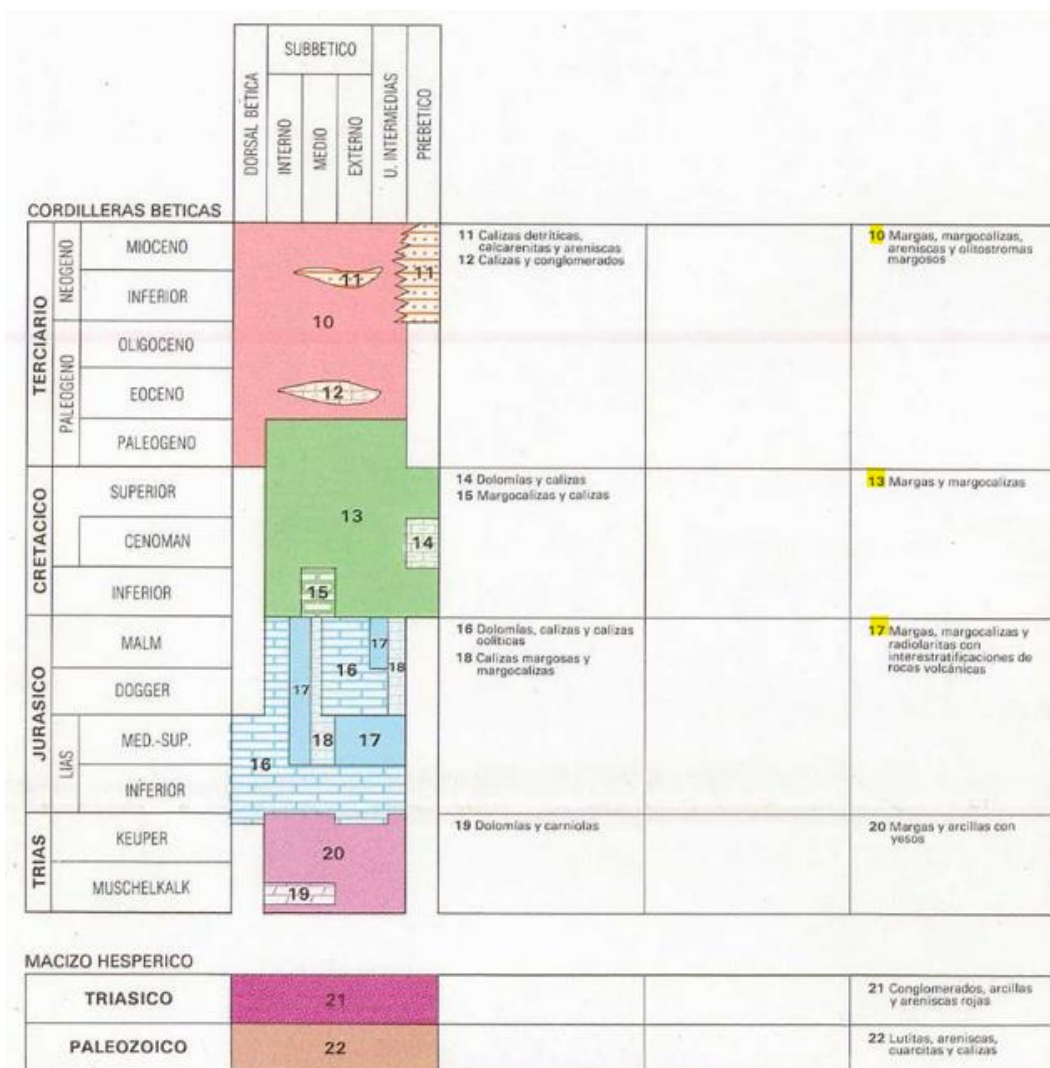 SUBBETICO
DORSAL BETICA
INTERNO
MEDIO
EXTERNO
U. INTERMEDIAS
PREBETICO
CORDILLERAS BETICAS
TERCIARIO
NEOGENO
MIOCENO
INFERIOR
PALEOGENO
OLIGOCENO
EOCENO
PALEOGENO
11
11
10
12
11 Calizas detríticas,
calcarenitas y areniscas
12 Calizas y conglomerados
10 Margas, margocalizas,
areniscas y olitostromas
margosos
CRETACICO
SUPERIOR
CENOMAN
INFERIOR
13
14
15
14 Dolomías y calizas
15 Margocalizas y calizas
13 Margas y margocalizas
JURASICO
MALM
DOGGER
LIAS
MED.-SUP.
INFERIOR
17
16
17
18
18
17
16
16 Dolomías, calizas y calizas
oolíticas
18 Calizas margosas y
margocalizas
17 Margas, margocalizas y
radiolaritas con
interestratificaciones de
rocas volcánicas
TRIAS
KEUPER
MUSCHELKALK
20
19
19 Dolomías y carniolas
20 Margas y arcillas con
yesos
MACIZO HESPERICO
TRIASICO
21
21 Conglomerados, arcillas
y areniscas rojas
PALEOZOICO
22
22 Lutitas, areniscas,
cuarcitas y calizas